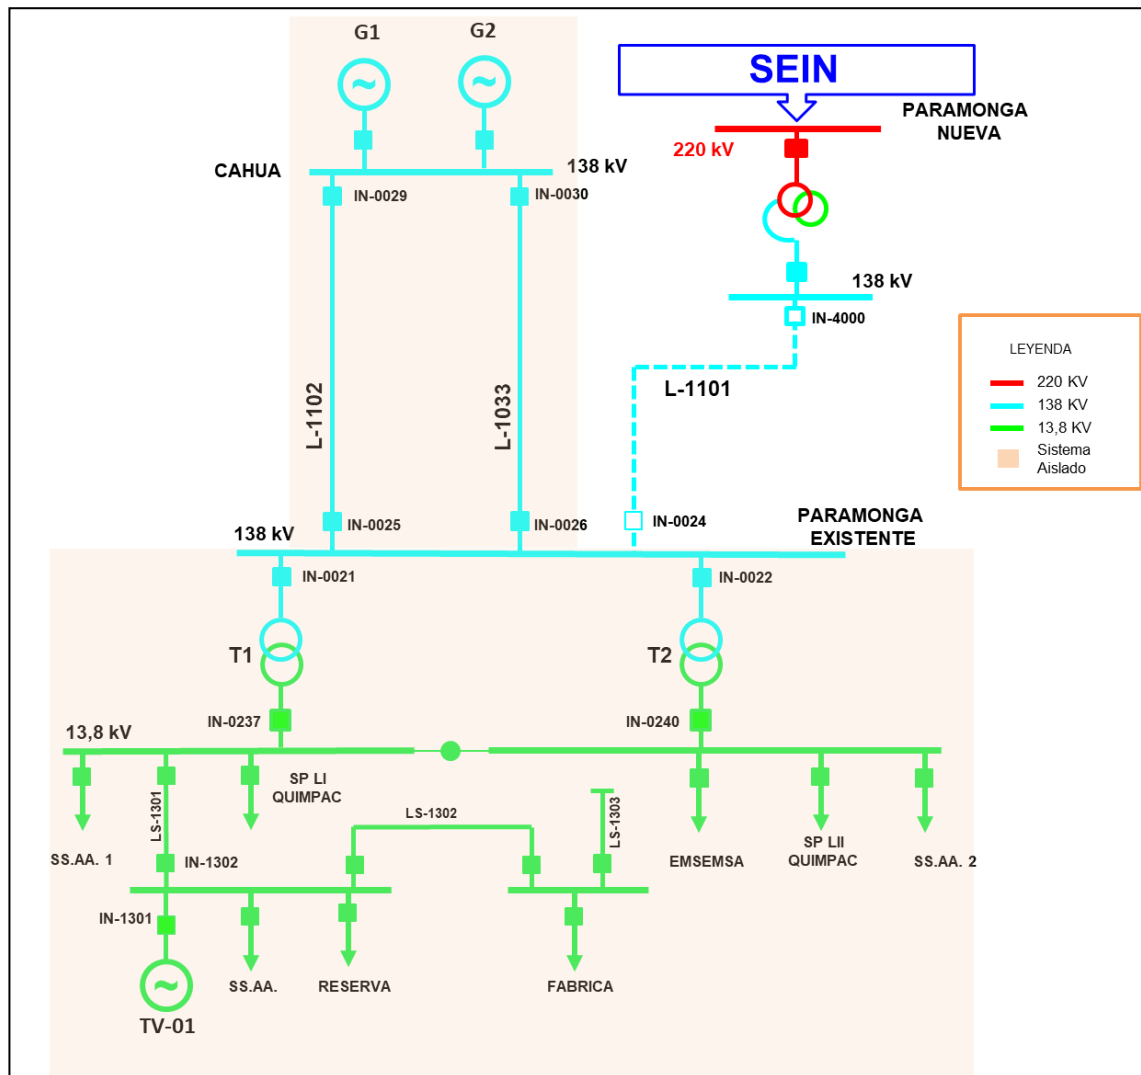 G1
G2
SEIN
PARAMONGA
NUEVA
220 kV
CAHUA
138 kV
IN-0029
IN-0030
138 kV
IN-4000
LEYENDA
220 KV
138 KV
13,8 KV
Sistema
Aislado
L-1102
L-1033
L-1101
IN-0025
IN-0026
IN-0024
PARAMONGA
EXISTENTE
138 kV
IN-0021
IN-0022
T1
T2
IN-0237
IN-0240
13,8 kV
SP LI
QUIMPAC
LS-1301
LS-1302
LS-1303
SS.AA. 1
IN-1302
EMSEMSA
SP LII
QUIMPAC
SS.AA. 2
IN-1301
SS.AA.
RESERVA
FABRICA
TV-01